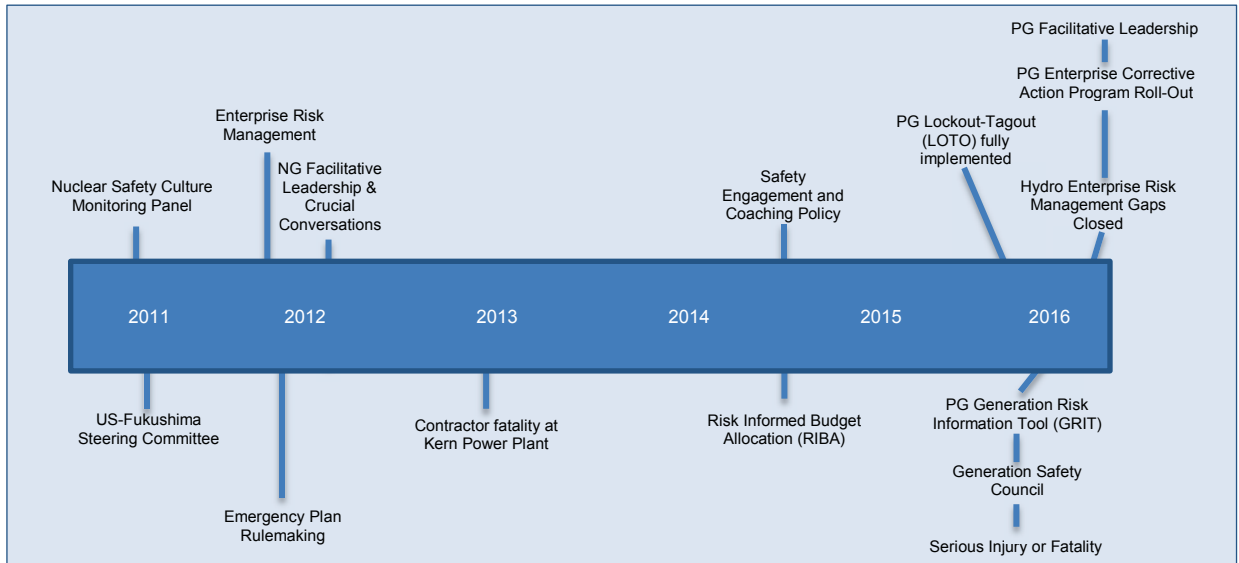 PG Facilitative Leadership
PG Enterprise Corrective
Action Program Roll-Out
Enterprise Risk
Management
PG Lockout-Tagout
(LOTO) fully
implemented
NG Facilitative
Leadership &
Crucial
Conversations
Safety
Engagement and
Coaching Policy
Nuclear Safety Culture
Monitoring Panel
Hydro Enterprise Risk
Management Gaps
Closed
2011
2012
2013
2014
2015
2016
US-Fukushima
Steering Committee
Contractor fatality at
Kern Power Plant
Risk Informed Budget
Allocation (RIBA)
PG Generation Risk
Information Tool (GRIT)
Generation Safety
Council
Emergency Plan
Rulemaking
Serious Injury or Fatality